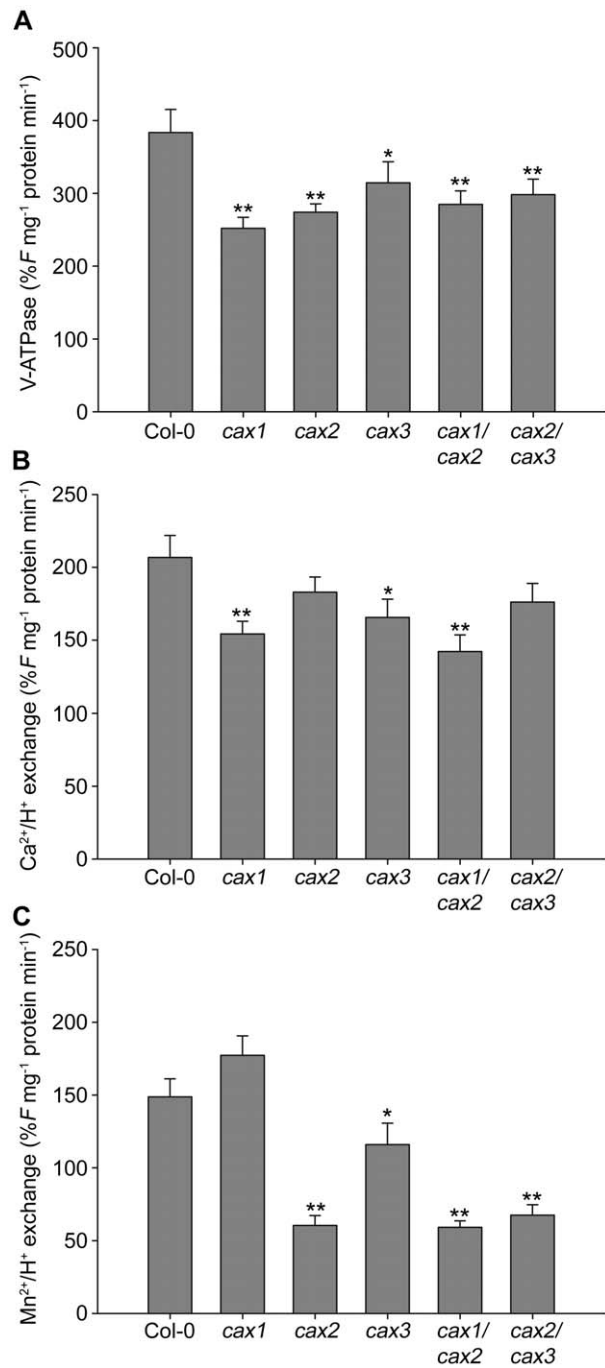 A
V-ATPase (%F mg⁻¹ protein min⁻¹)
500
400
300
200
100
0
**
**
*
**
**
Col-0 cax1 cax2 cax3 cax1/ cax2/
cax2 cax3
B
Ca²⁺/H⁺ exchange (%F mg⁻¹ protein min⁻¹)
250
200
150
100
50
0
**
*
**
Col-0 cax1 cax2 cax3 cax1/ cax2/
cax2 cax3
C
Mn²⁺/H⁺ exchange (%F mg⁻¹ protein min⁻¹)
250
200
150
100
50
0
**
*
**
**
Col-0 cax1 cax2 cax3 cax1/ cax2/
cax2 cax3